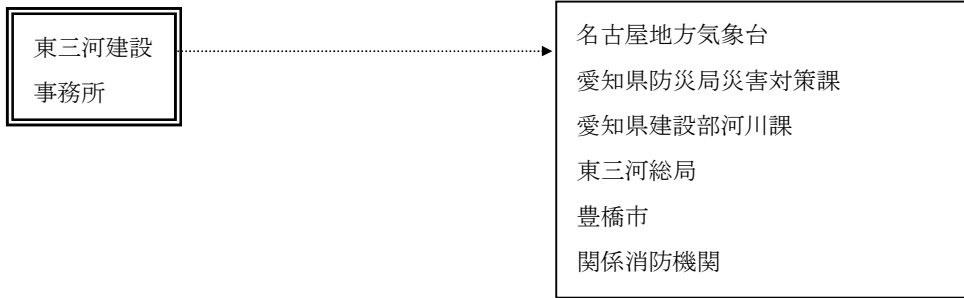 東三河建設
事務所
名古屋地方気象台
愛知県防災局災害対策課
愛知県建設部河川課
東三河総局
豊橋市
関係消防機関